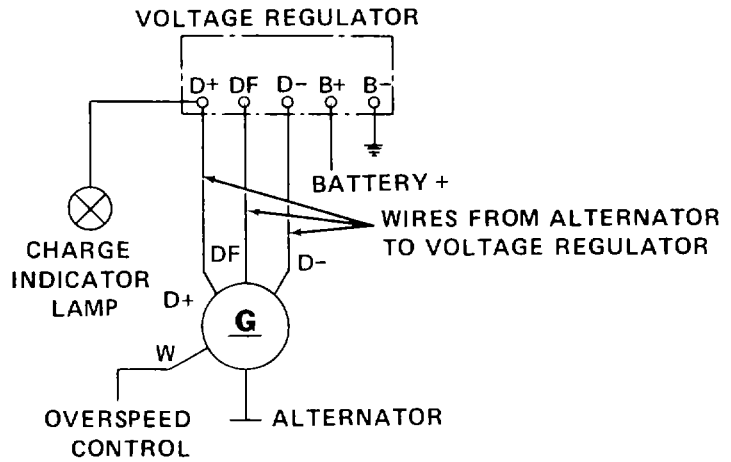 VOLTAGE REGULATOR
D+ DF D- B+ B-
BATTERY +
WIRES FROM ALTERNATOR
TO VOLTAGE REGULATOR
CHARGE
INDICATOR
LAMP
DF
D-
D+
G
W
OVERSPEED
CONTROL
ALTERNATOR